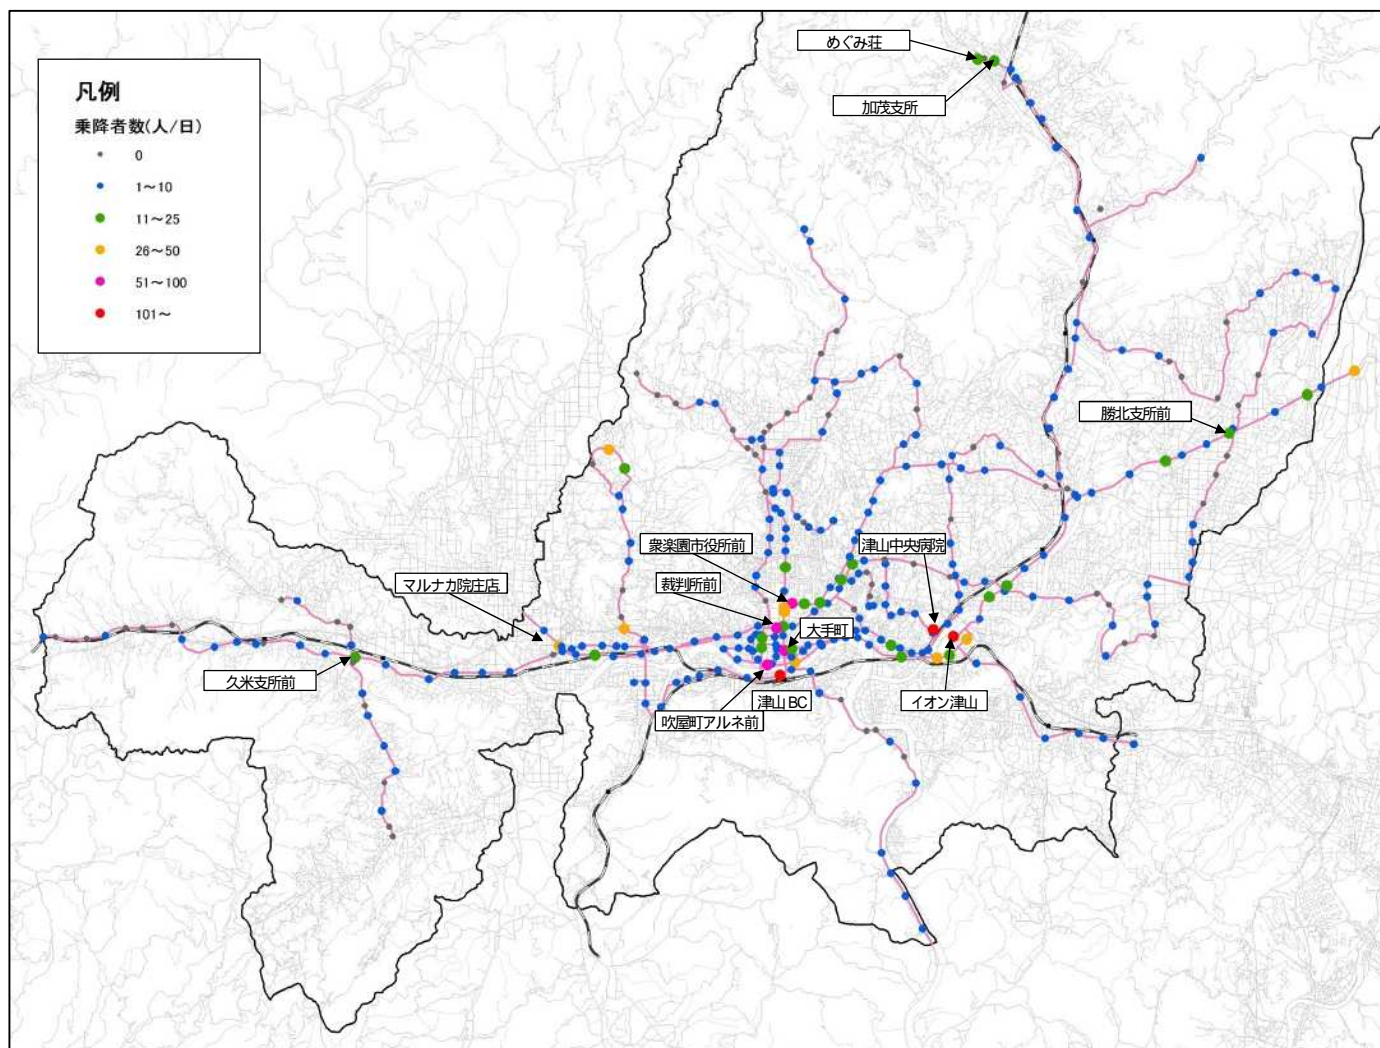 凡例
乗降者数(人/日)
0
1～10
11～25
26～50
51～100
101～
めぐみ荘
加茂支所
勝北支所前
衆楽園市役所前
津山中央病院
裁判所前
マルナカ院庄店
大手町
久米支所前
津山BC
イオン津山
吹屋町アルネ前